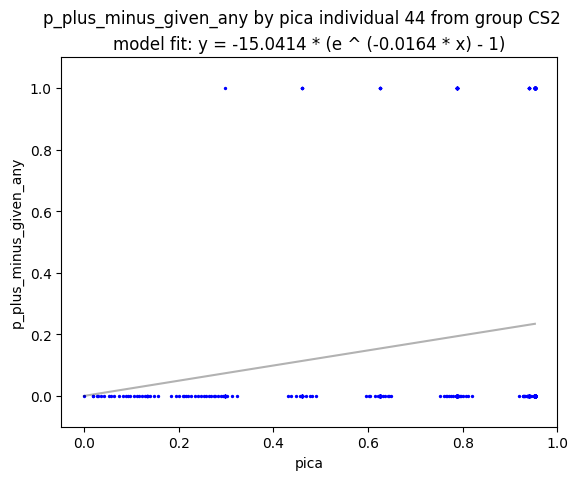 p_plus_minus_given_any by pica individual 44 from group CS2
model fit: y = -15.0414 * (e ^ (-0.0164 * x) - 1)
1.0
0.8
0.6
0.4
0.2
0.0
p_plus_minus_given_any
0.0 0.2 0.4 0.6 0.8 1.0
pica